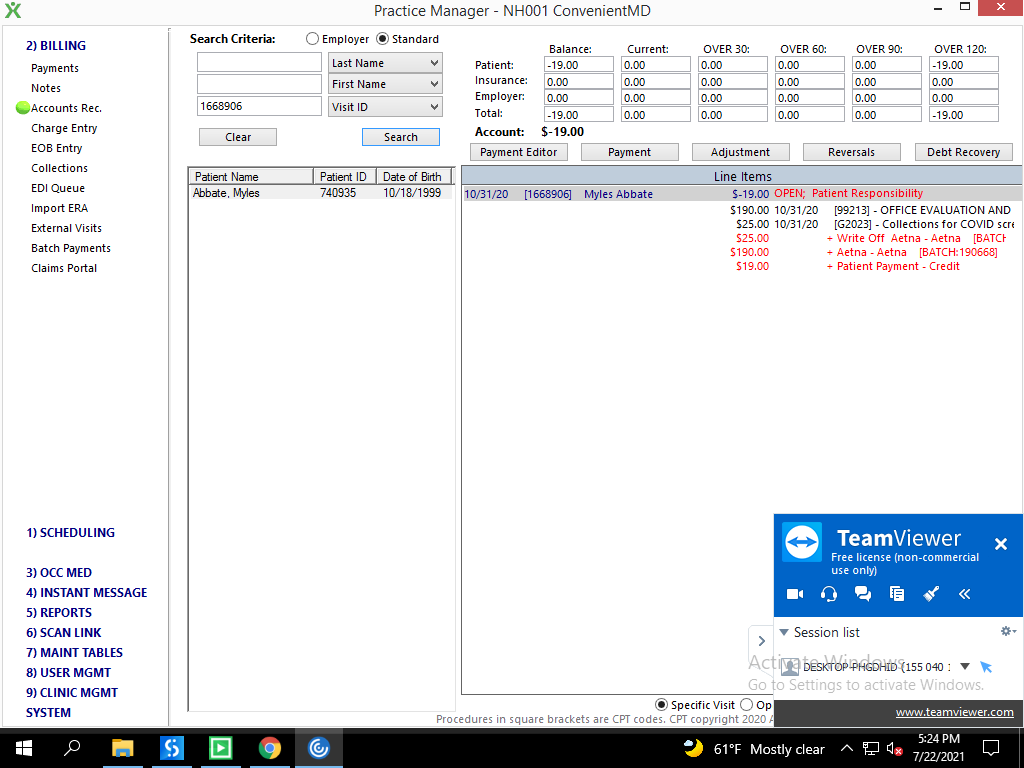 Practice Manager - NH001 ConvenientMD
2) BILLING
Payments
Notes
Accounts Rec.
Charge Entry
EOB Entry
Collections
EDI Queue
Import ERA
External Visits
Batch Payments
Claims Portal
1) SCHEDULING
3) OCC MED
4) INSTANT MESSAGE
5) REPORTS
6) SCAN LINK
7) MAINT TABLES
8) USER MGMT
9) CLINIC MGMT
SYSTEM
Search Criteria: Employer Standard
Last Name
First Name
1668906 Visit ID
Clear Search
Balance: Current: OVER 30: OVER 60: OVER 90: OVER 120:
Patient: -19.00 0.00 0.00 0.00 0.00 -19.00
Insurance: 0.00 0.00 0.00 0.00 0.00 0.00
Employer: 0.00 0.00 0.00 0.00 0.00 0.00
Total: -19.00 0.00 0.00 0.00 0.00 -19.00
Account: $-19.00
Payment Editor Payment Adjustment Reversals Debt Recovery
Patient Name Patient ID Date of Birth
Abbate, Myles 740935 10/18/1999
Line Items
10/31/20 [1668906] Myles Abbate $-19.00 OPEN; Patient Responsibility
$190.00 10/31/20 [99213] - OFFICE EVALUATION AND
$25.00 10/31/20 [G2023] - Collections for COVID scre
$25.00 + Write Off Aetna - Aetna [BATCH
$190.00 + Aetna - Aetna [BATCH:190668]
$19.00 + Patient Payment - Credit
TeamViewer
Free license (non-commercial
use only)
Session list
DESKTOP-PHGDHID (155 040
www.teamviewer.com
Activate Windows
Go to Settings to activate Windows.
Specific Visit Op
Procedures in square brackets are CPT codes. CPT copyright 2020 A
61°F Mostly clear
5:24 PM
7/22/2021